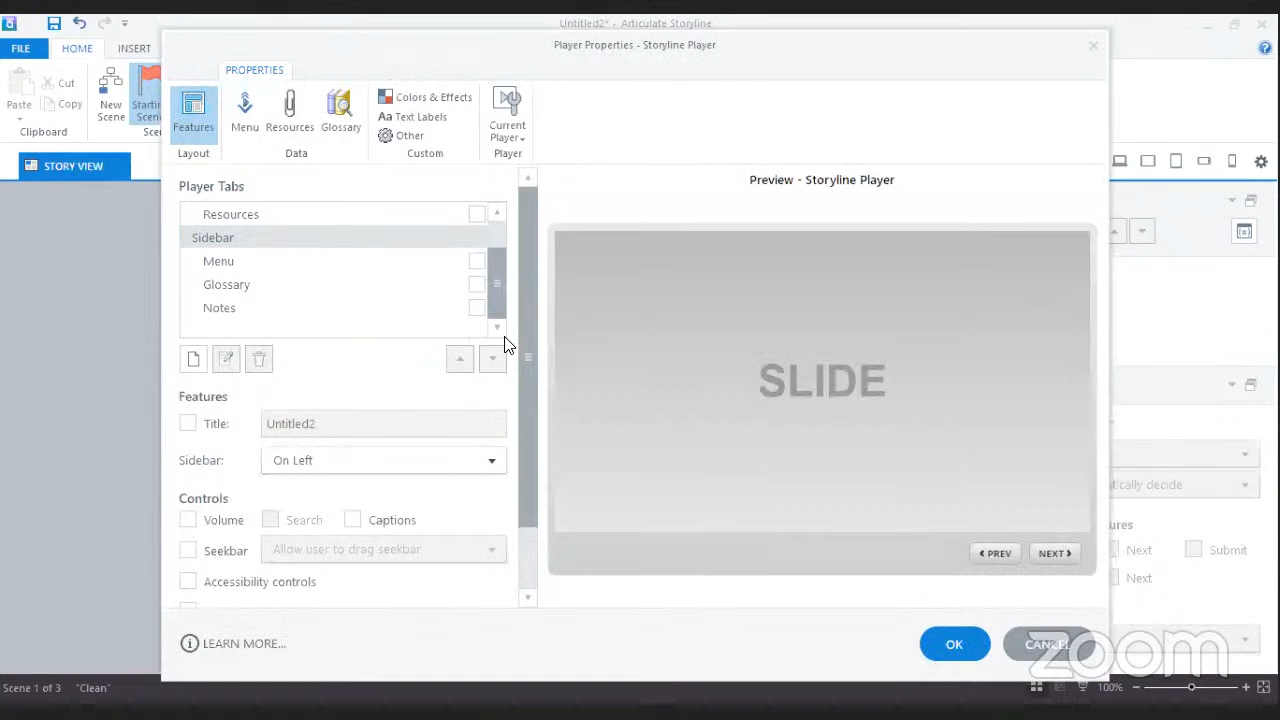 Untitled2* - Articulate Storyline
FILE
HOME
INSERT
Paste
Cut
Copy
Clipboard
New Scene
Player Properties - Storyline Player
PROPERTIES
Features
Menu
Resources
Glossary
Colors & Effects
Aa Text Labels
Other
Current Player
Layout
Data
Custom
Player
STORY VIEW
Player Tabs
Resources
Sidebar
Menu
Glossary
Notes
Features
Title:
Untitled2
Sidebar:
On Left
Controls
Volume
Search
Captions
Seekbar
Allow user to drag seekbar
Accessibility controls
Preview - Storyline Player
SLIDE
PREV
NEXT
LEARN MORE...
OK
CANCEL
Next
Submit
Next
zoom
Scene 1 of 3
"Clean"
100%